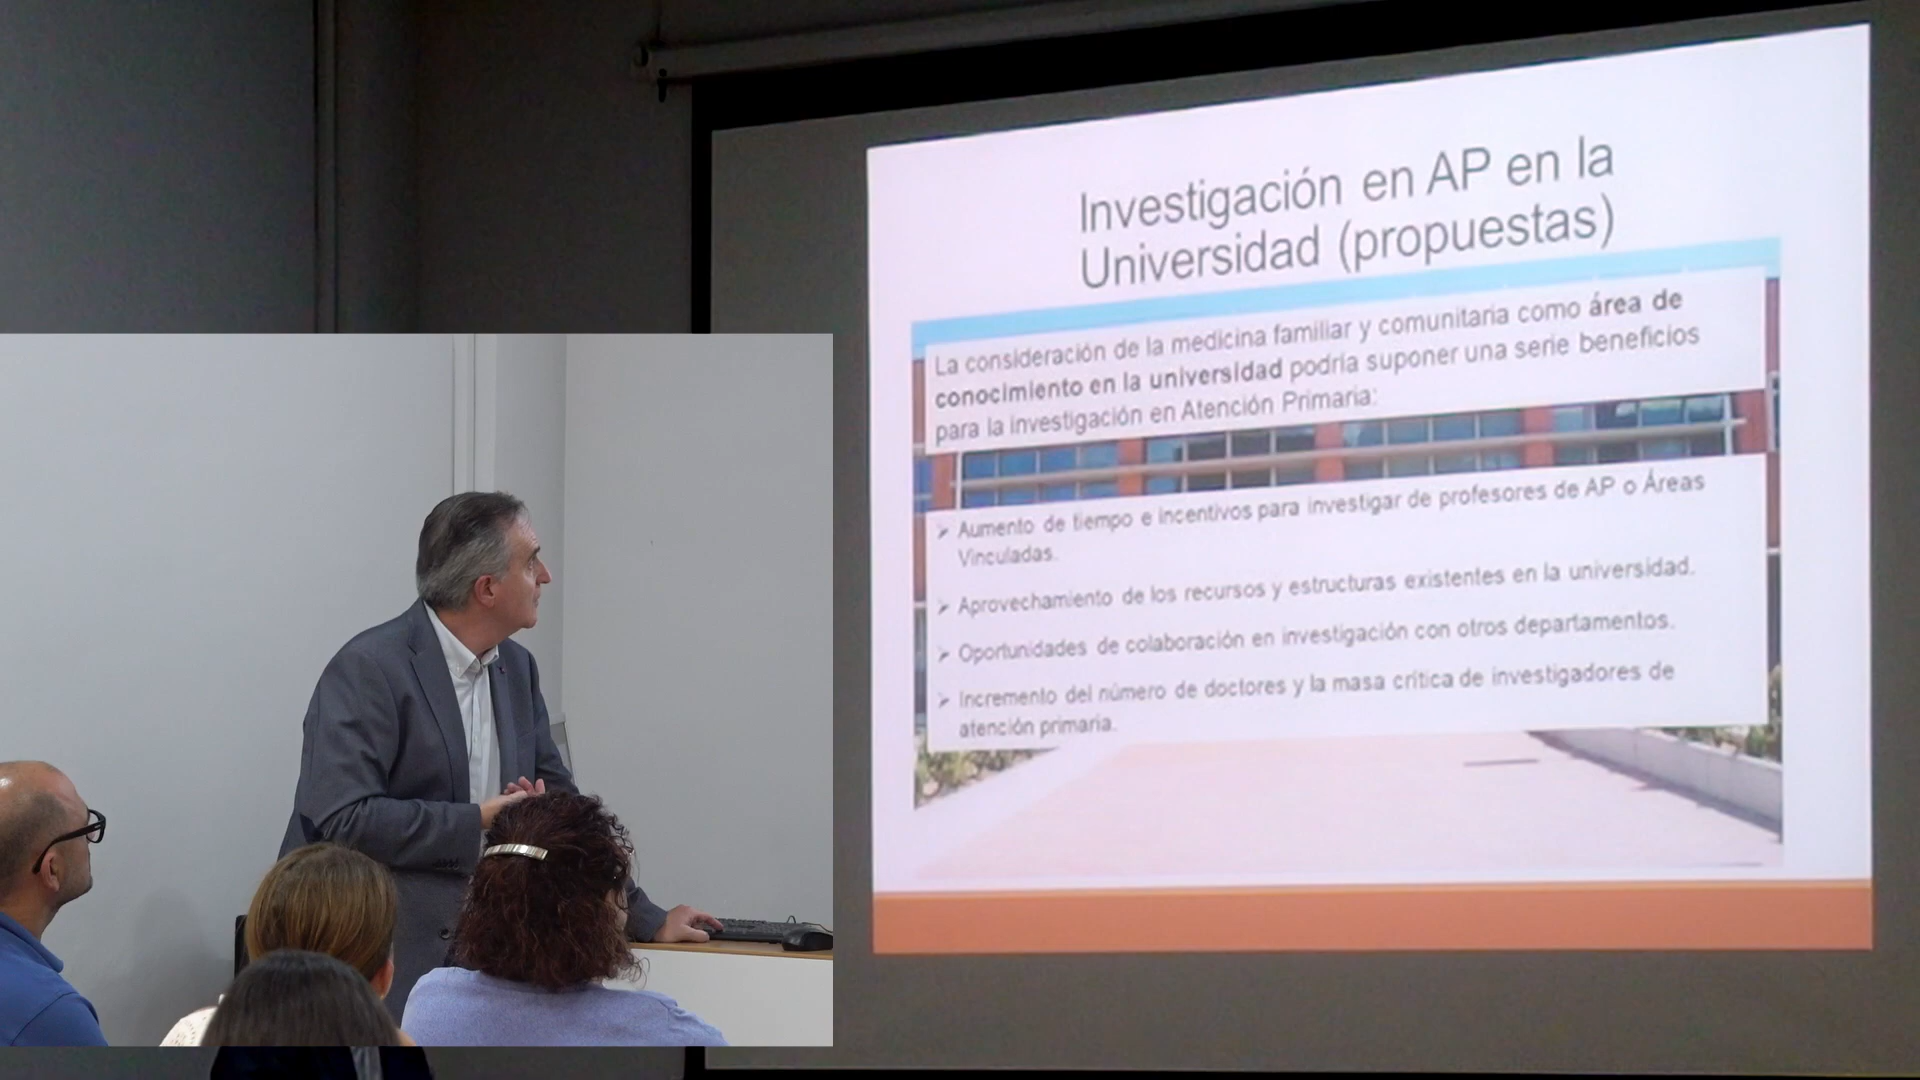 Investigación en AP en la
Universidad (propuestas)
La consideración de la medicina familiar y comunitaria como área de
conocimiento en la universidad podría suponer una serie beneficios
para la investigación en Atención Primaria:
➢ Aumento de tiempo e incentivos para investigar de profesores de AP o Áreas
Vinculadas.
➢ Aprovechamiento de los recursos y estructuras existentes en la universidad.
➢ Oportunidades de colaboración en investigación con otros departamentos.
➢ Incremento del número de doctores y la masa crítica de investigadores de
atención primaria.